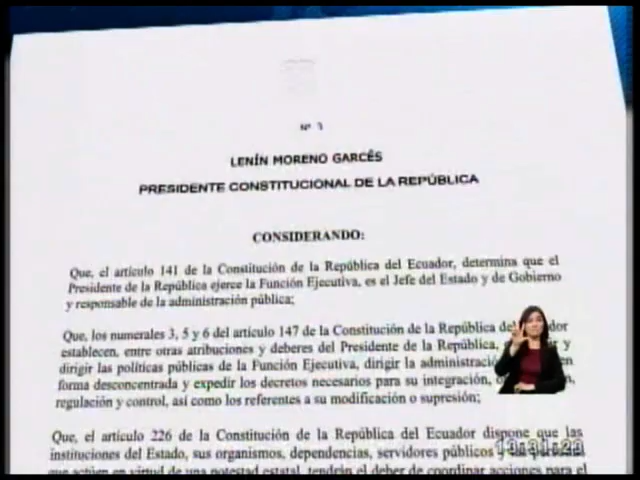 Nº 3
LENÍN MORENO GARCÉS
PRESIDENTE CONSTITUCIONAL DE LA REPÚBLICA
CONSIDERANDO:
Que, el artículo 141 de la Constitución de la República del Ecuador, determina que el
Presidente de la República ejerce la Función Ejecutiva, es el Jefe del Estado y de Gobierno
y responsable de la administración pública;
Que, los numerales 3, 5 y 6 del artículo 147 de la Constitución de la República del
establecen, entre otras atribuciones y deberes del Presidente de la República,
dirigir las políticas públicas de la Función Ejecutiva, dirigir la en
forma desconcentrada y expedir los decretos necesarios para su integración,
regulación y control, así como los referentes a su modificación o supresión;
Que, el artículo 226 de la Constitución de la República del Ecuador dispone que las
instituciones del Estado, sus organismos, dependencias, servidores públicos y
que actúen en virtud de una potestad estatal, tendrán el deber de coordinar acciones para el